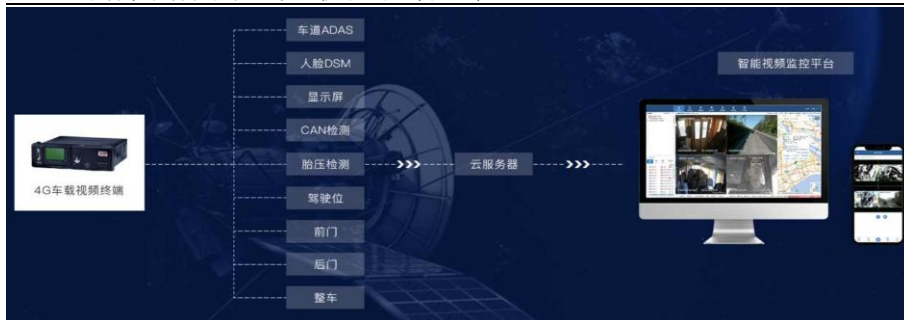 4G车载视频终端
车道ADAS
人脸DSM
显示屏
CAN检测
胎压检测
驾驶位
前门
后门
整车
云服务器
智能视频监控平台